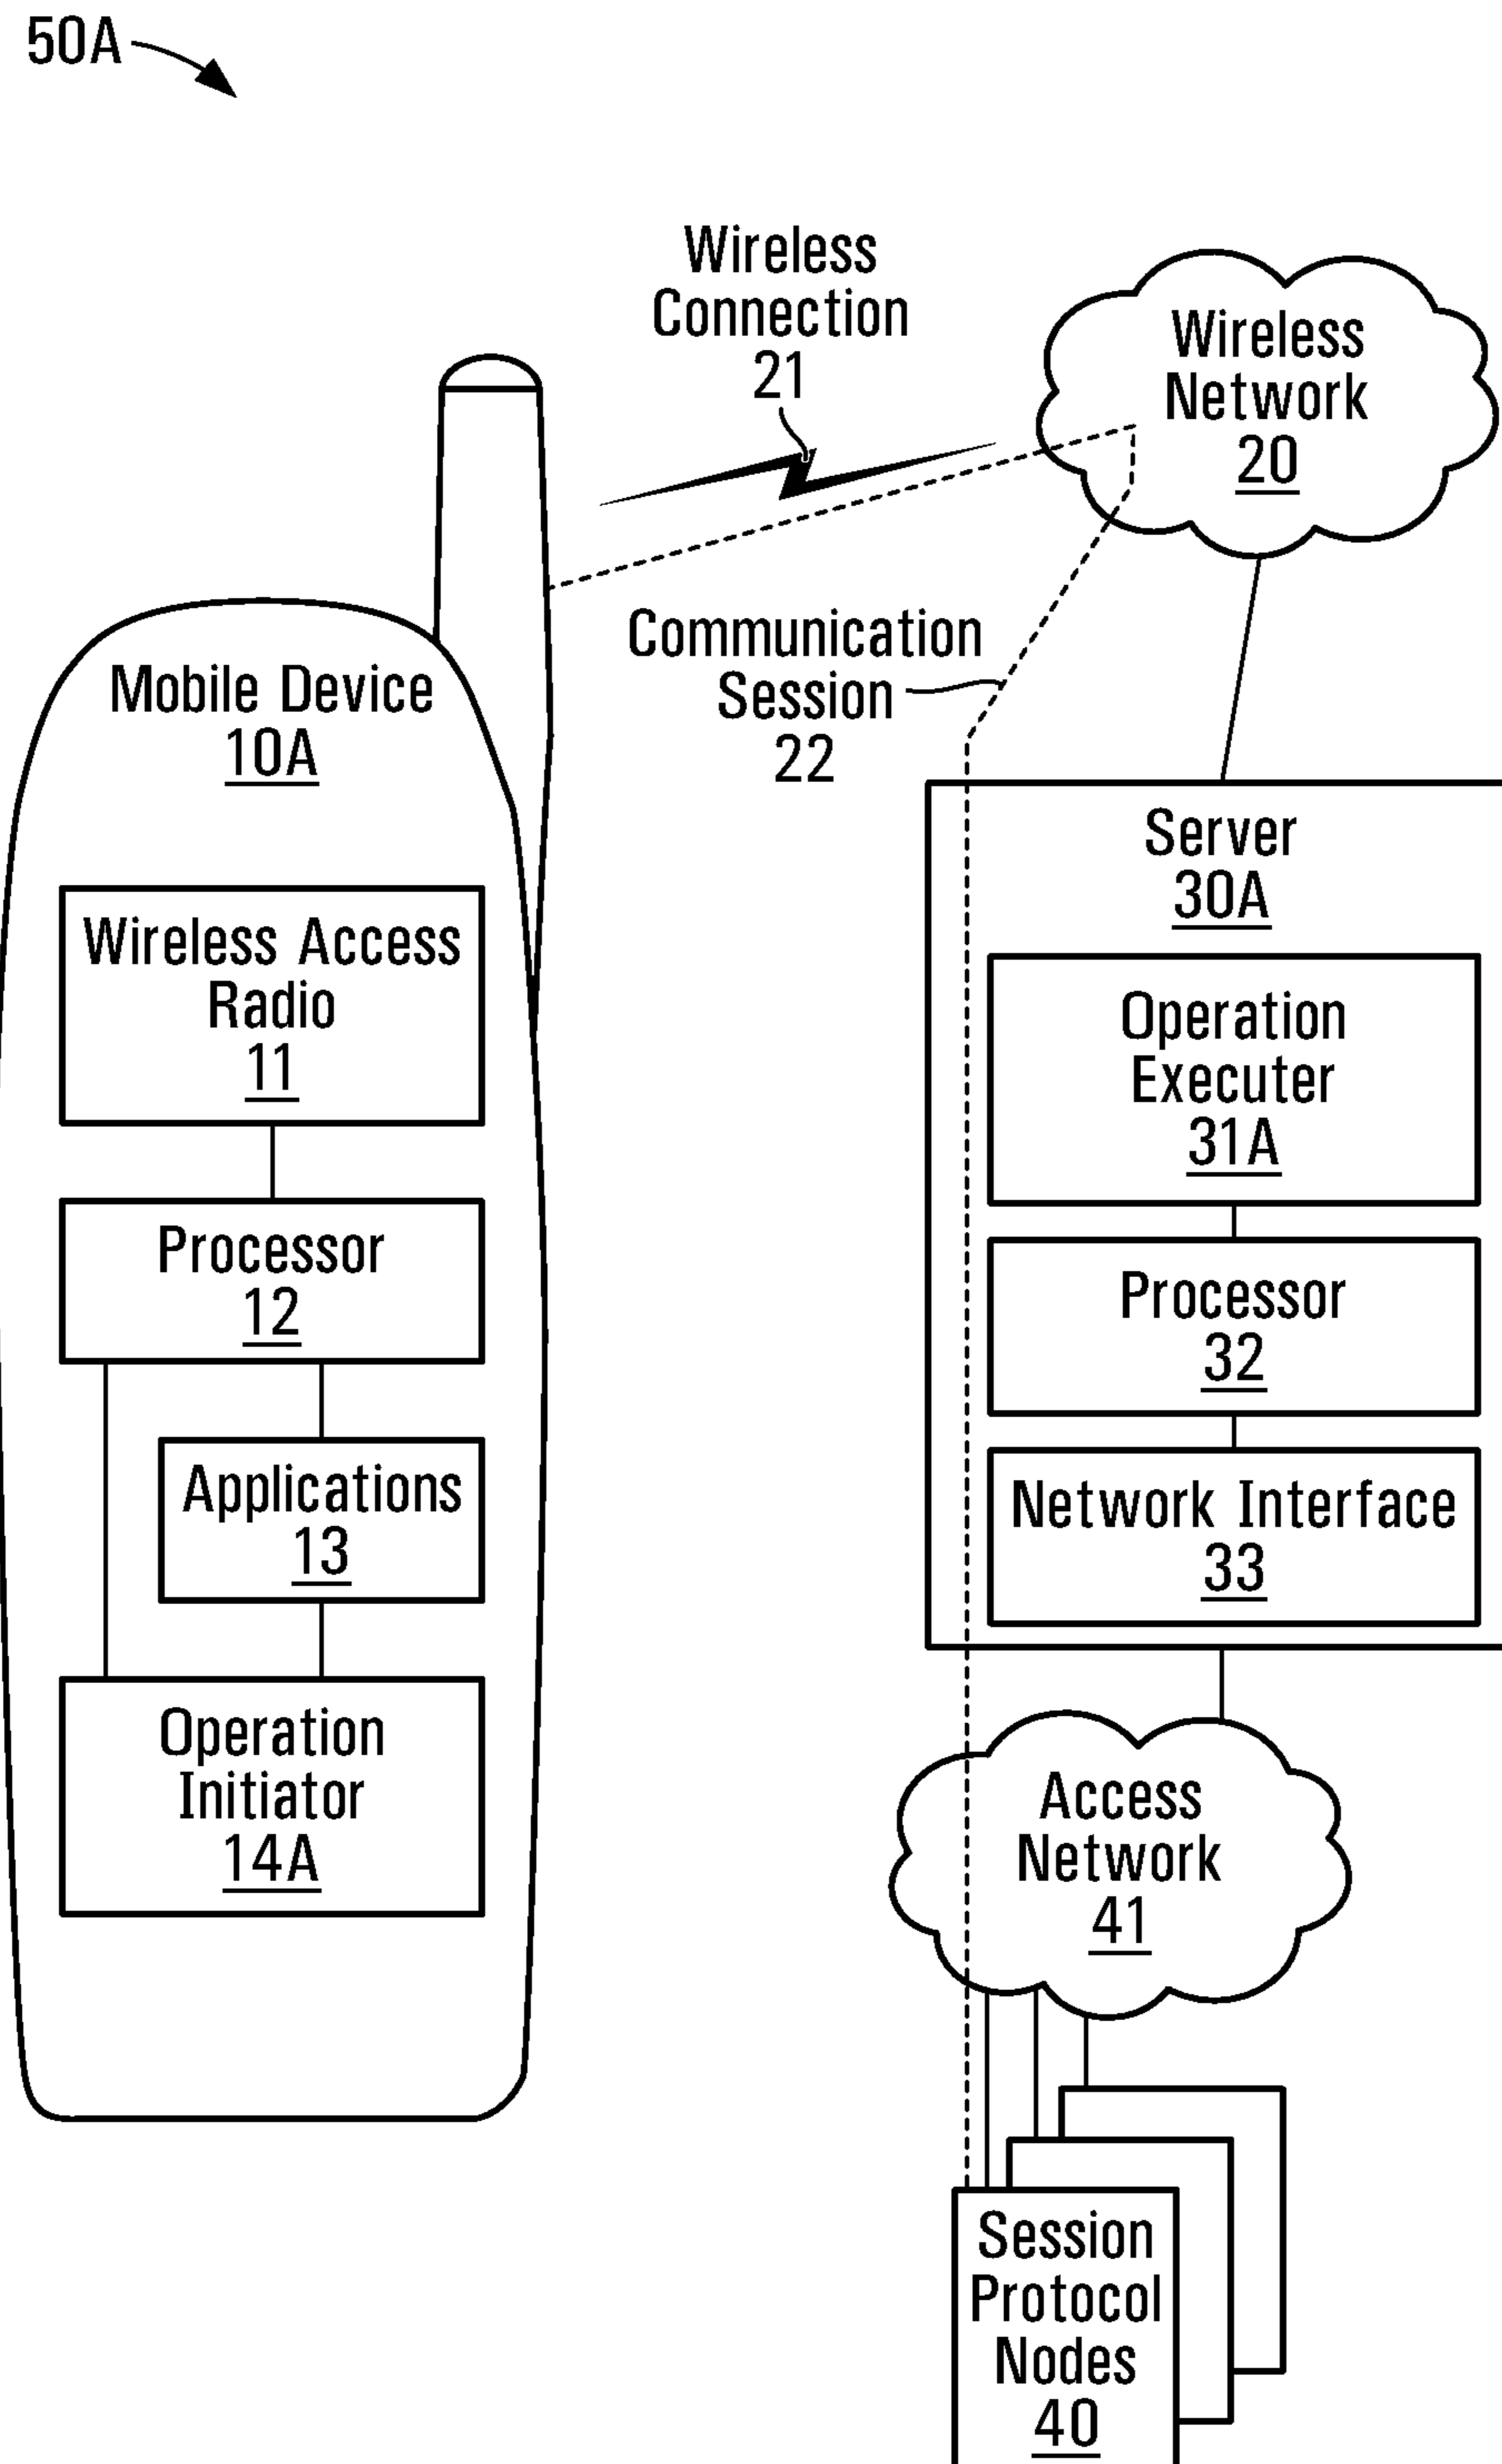 50A
Wireless
Connection
21
Wireless
Network
20
Communication
Session
22
Mobile Device
10A
Wireless Access
Radio
11
Processor
12
Applications
13
Operation
Initiator
14A
Server
30A
Operation
Executer
31A
Processor
32
Network Interface
33
Access
Network
41
Session
Protocol
Nodes
40